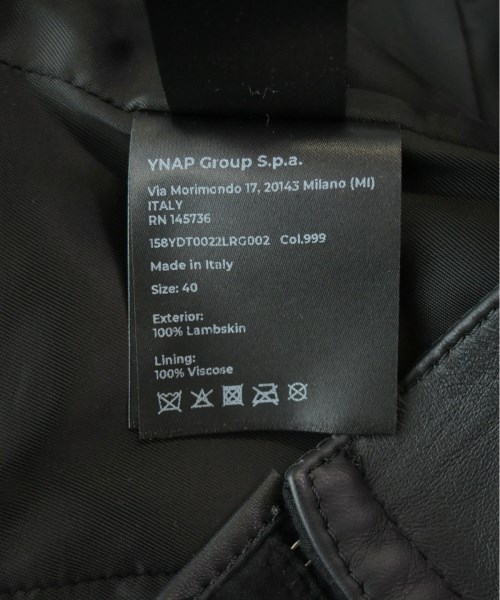 YNAP Group S.p.a.
Via Morimondo 17, 20143 Milano (MI)
ITALY
RN 145736
158YDT0022LRG002 Col.999
Made in Italy
Size: 40
Exterior:
100% Lambskin
Lining:
100% Viscose